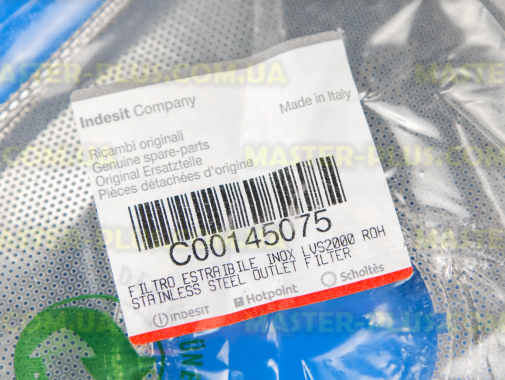 MASTER-PLUS.COM.UA
Indesit Company
Made in Italy
Ricambi originali
Genuine spare-parts
Original Ersatzteile
Pièces détachées d'origine
C00145075
FILTRO ESTRAIBILE INOX LVS2000 ROH
STAINLESS STEEL OUTLET FILTER
INDESIT
Hotpoint
Scholtès